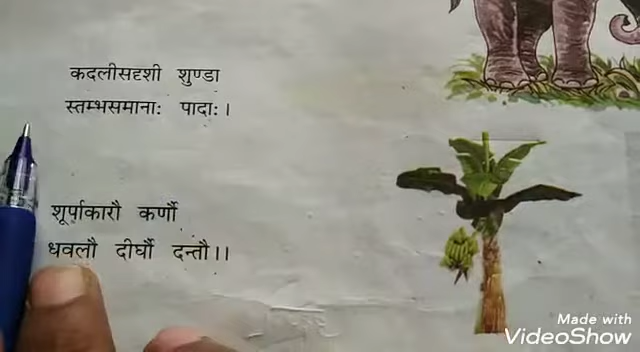 कदलीसदृशी शुण्डा
स्तम्भसमानाः पादाः।
शूर्पाकारौ कर्णौ
धवलौ दीर्घौ दन्तौ।।
Made with
VideoShow